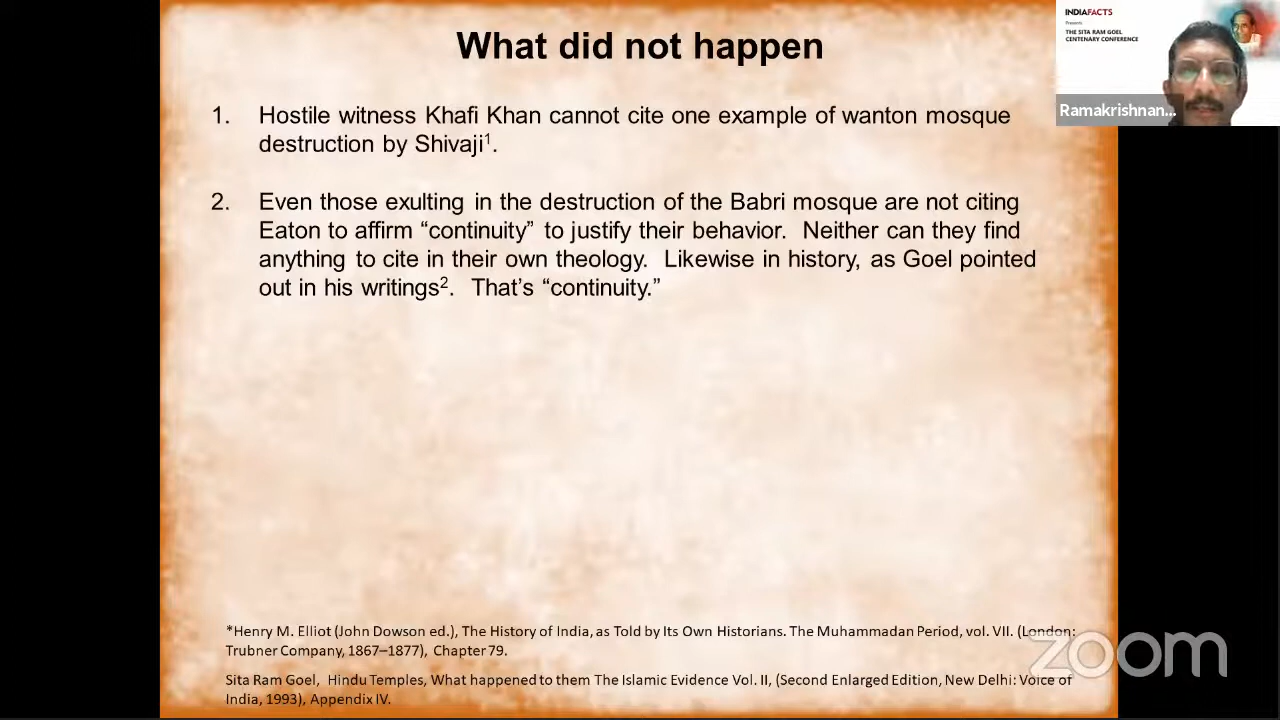 What did not happen
1. Hostile witness Khafi Khan cannot cite one example of wanton mosque
destruction by Shivaji¹.
2. Even those exulting in the destruction of the Babri mosque are not citing
Eaton to affirm “continuity” to justify their behavior.  Neither can they find
anything to cite in their own theology.  Likewise in history, as Goel pointed
out in his writings².  That’s “continuity.”
*Henry M. Elliot (John Dowson ed.), The History of India, as Told by Its Own Historians. The Muhammadan Period, vol. VII. (London:
Trubner Company, 1867–1877), Chapter 79.
Sita Ram Goel,  Hindu Temples, What happened to them The Islamic Evidence Vol. II, (Second Enlarged Edition, New Delhi: Voice of
India, 1993), Appendix IV.
INDIAFACTS
Presents
THE SITA RAM GOEL
CENTENARY CONFERENCE
Ramakrishnan...
zoom